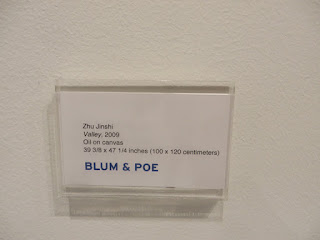 Zhu Jinshi
Valley, 2009
Oil on canvas
39 3/8 x 47 1/4 inches (100 x 120 centimeters)
BLUM & POE